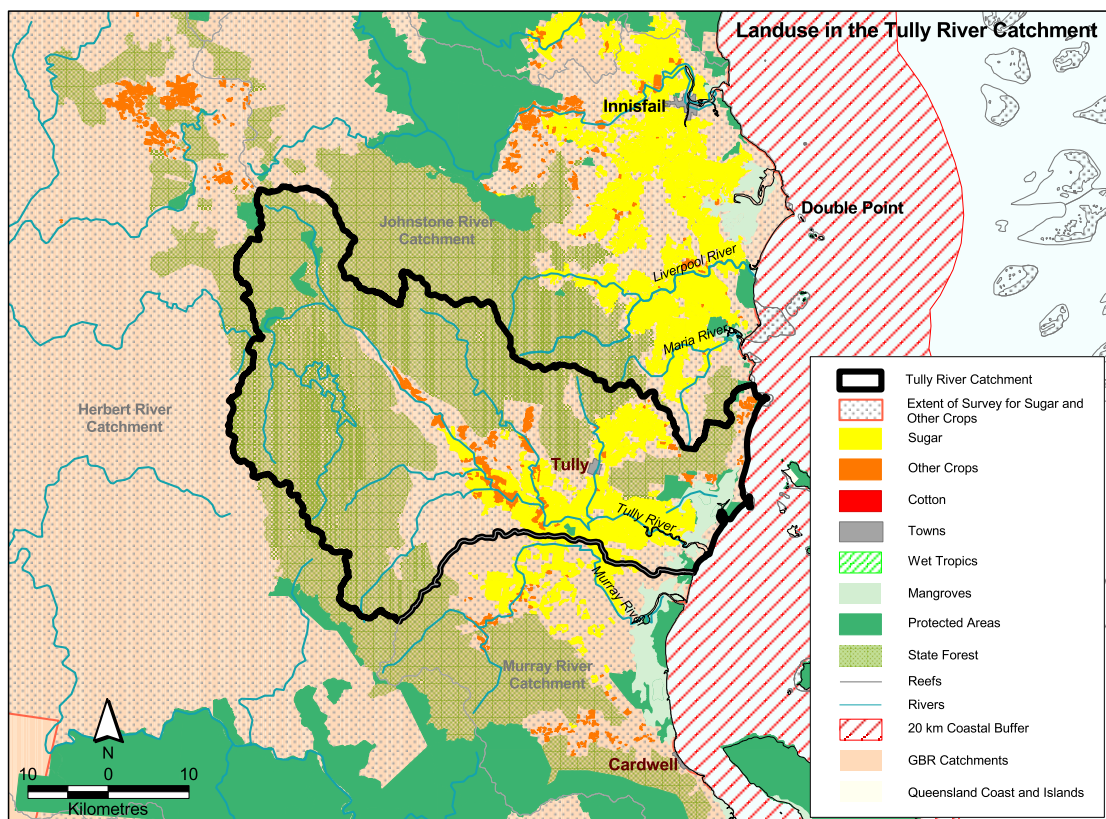 Landuse in the Tully River Catchment
Innisfail
Double Point
Johnstone River
Catchment
Liverpool River
Maria River
Herbert River
Catchment
Tully
Tully River
Murray River
Murray River
Catchment
Cardwell
N
10 0 10
Kilometres
Tully River Catchment
Extent of Survey for Sugar and
Other Crops
Sugar
Other Crops
Cotton
Towns
Wet Tropics
Mangroves
Protected Areas
State Forest
Reefs
Rivers
20 km Coastal Buffer
GBR Catchments
Queensland Coast and Islands